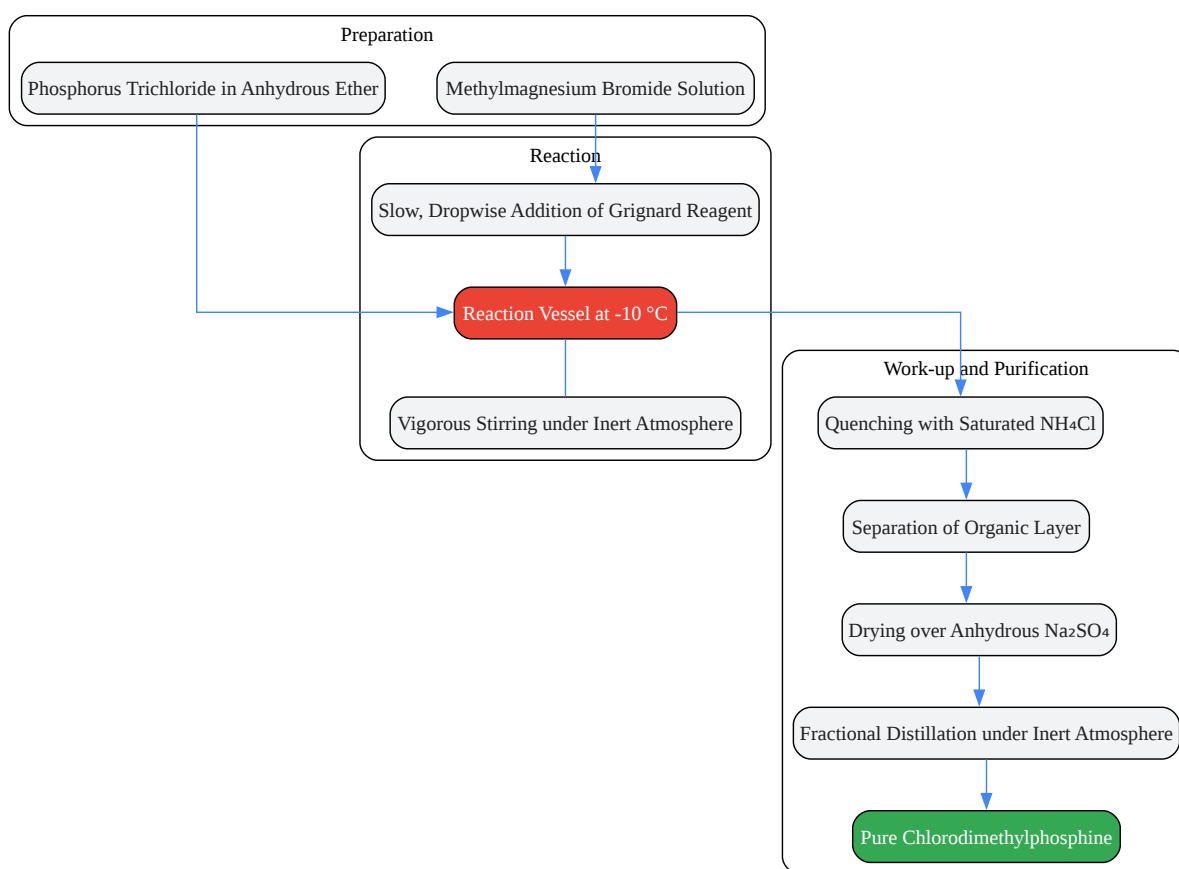 Preparation
Phosphorus Trichloride in Anhydrous Ether
Methylmagnesium Bromide Solution
Reaction
Slow, Dropwise Addition of Grignard Reagent
Reaction Vessel at -10 °C
Vigorous Stirring under Inert Atmosphere
Work-up and Purification
Quenching with Saturated NH₄Cl
Separation of Organic Layer
Drying over Anhydrous Na₂SO₄
Fractional Distillation under Inert Atmosphere
Pure Chlorodimethylphosphine